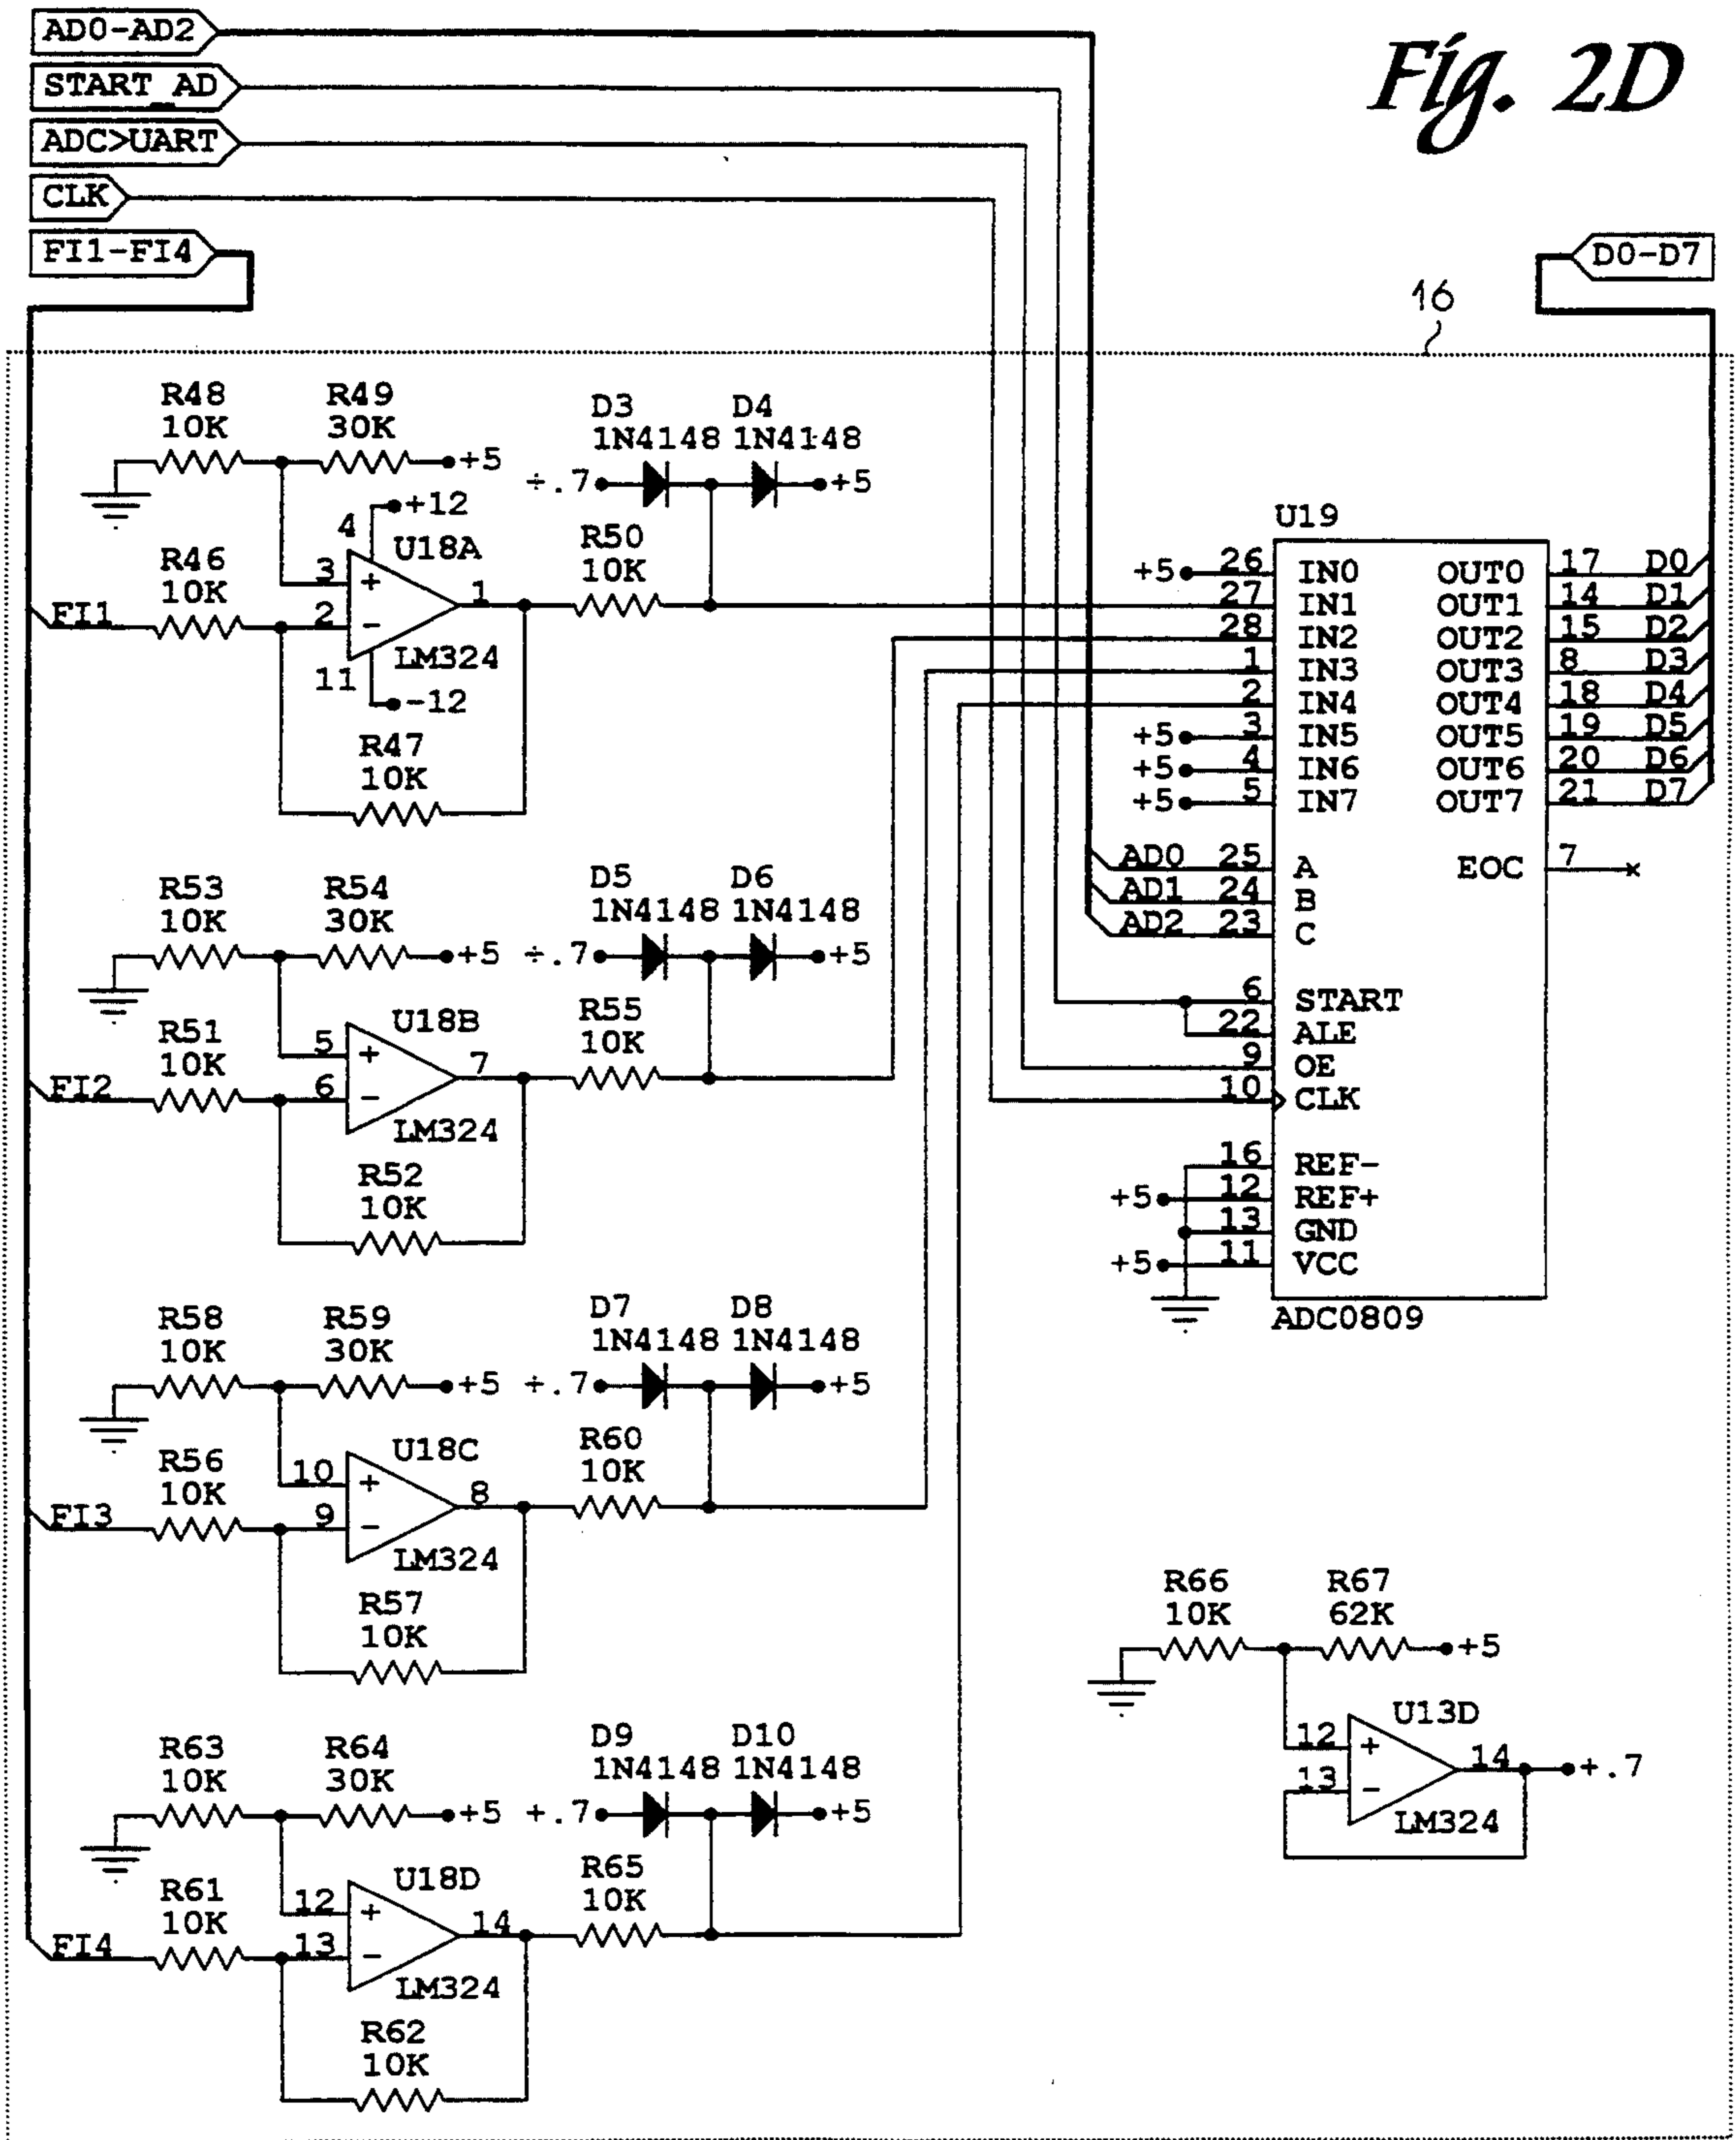 AD0-AD2
Fig. 2D
START_AD
ADC>UART
CLK
FI1-FI4
D0-D7
16
R48
10K
R49
30K
+5
D3
1N4148
D4
1N4148
÷.7
+5
4
+12
U18A
3
+
2
-
1
LM324
11
-12
R46
10K
FI1
R50
10K
R47
10K
R53
10K
R54
30K
+5
D5
1N4148
D6
1N4148
÷.7
+5
R51
10K
FI2
U18B
5
+
6
-
7
LM324
R55
10K
R52
10K
R58
10K
R59
30K
+5
D7
1N4148
D8
1N4148
+.7
+5
R56
10K
FI3
U18C
10
+
9
-
8
LM324
R60
10K
R57
10K
R63
10K
R64
30K
+5
D9
1N4148
D10
1N4148
+.7
+5
R61
10K
FI4
U18D
12
+
13
-
14
LM324
R65
10K
R62
10K
U19
+5 26 IN0 OUT0 17 D0
27 IN1 OUT1 14 D1
28 IN2 OUT2 15 D2
1 IN3 OUT3 8 D3
2 IN4 OUT4 18 D4
+5 3 IN5 OUT5 19 D5
+5 4 IN6 OUT6 20 D6
+5 5 IN7 OUT7 21 D7
AD0 25 A EOC 7 x
AD1 24 B
AD2 23 C
6 START
22 ALE
9 OE
10 CLK
16 REF-
+5 12 REF+
13 GND
+5 11 VCC
ADC0809
R66
10K
R67
62K
+5
U13D
12
+
13
-
14
+.7
LM324